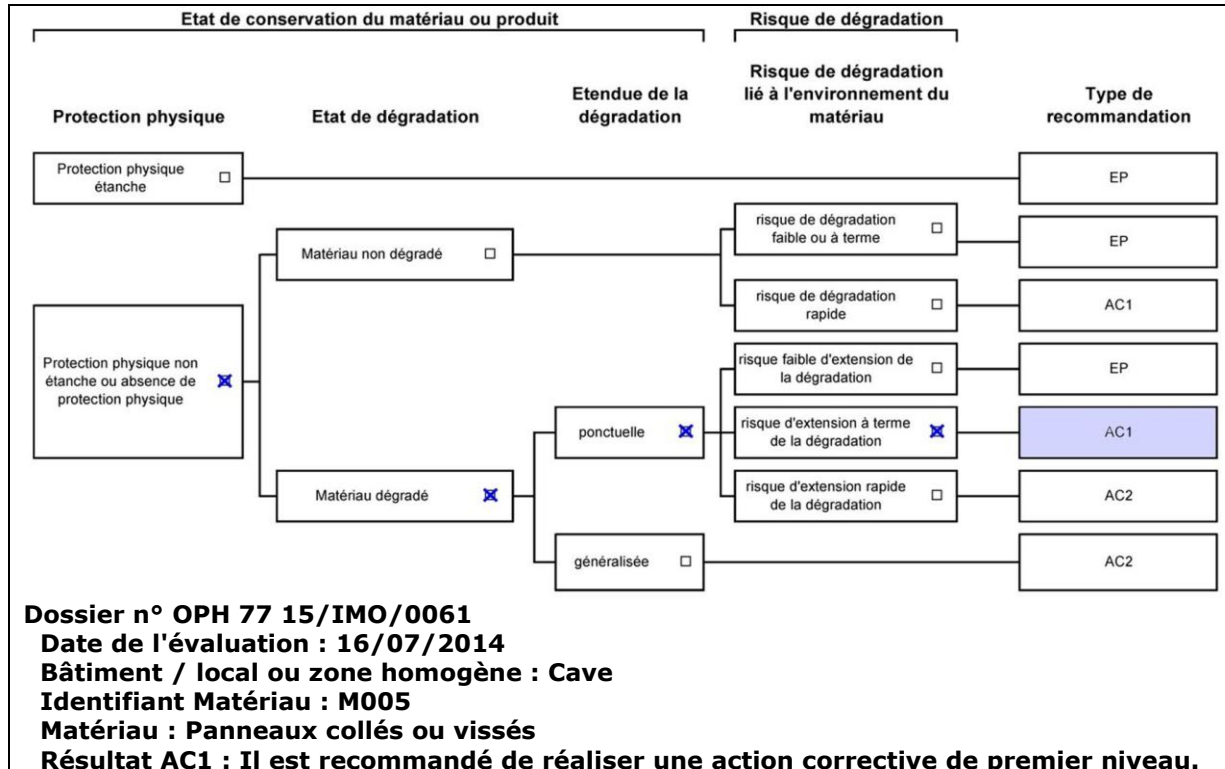 Etat de conservation du matériau ou produit
Risque de dégradation
Protection physique
Etat de dégradation
Etendue de la
dégradation
Risque de dégradation
lié à l'environnement du
matériau
Type de
recommandation
Protection physique
étanche
EP
risque de dégradation
faible ou à terme
EP
Matériau non dégradé
risque de dégradation
rapide
AC1
Protection physique non
étanche ou absence de
protection physique
risque faible d'extension de
la dégradation
EP
ponctuelle
risque d'extension à terme
de la dégradation
AC1
Matériau dégradé
risque d'extension rapide
de la dégradation
AC2
généralisée
AC2
Dossier n° OPH 77 15/IMO/0061
Date de l'évaluation : 16/07/2014
Bâtiment / local ou zone homogène : Cave
Identifiant Matériau : M005
Matériau : Panneaux collés ou vissés
Résultat AC1 : Il est recommandé de réaliser une action corrective de premier niveau.